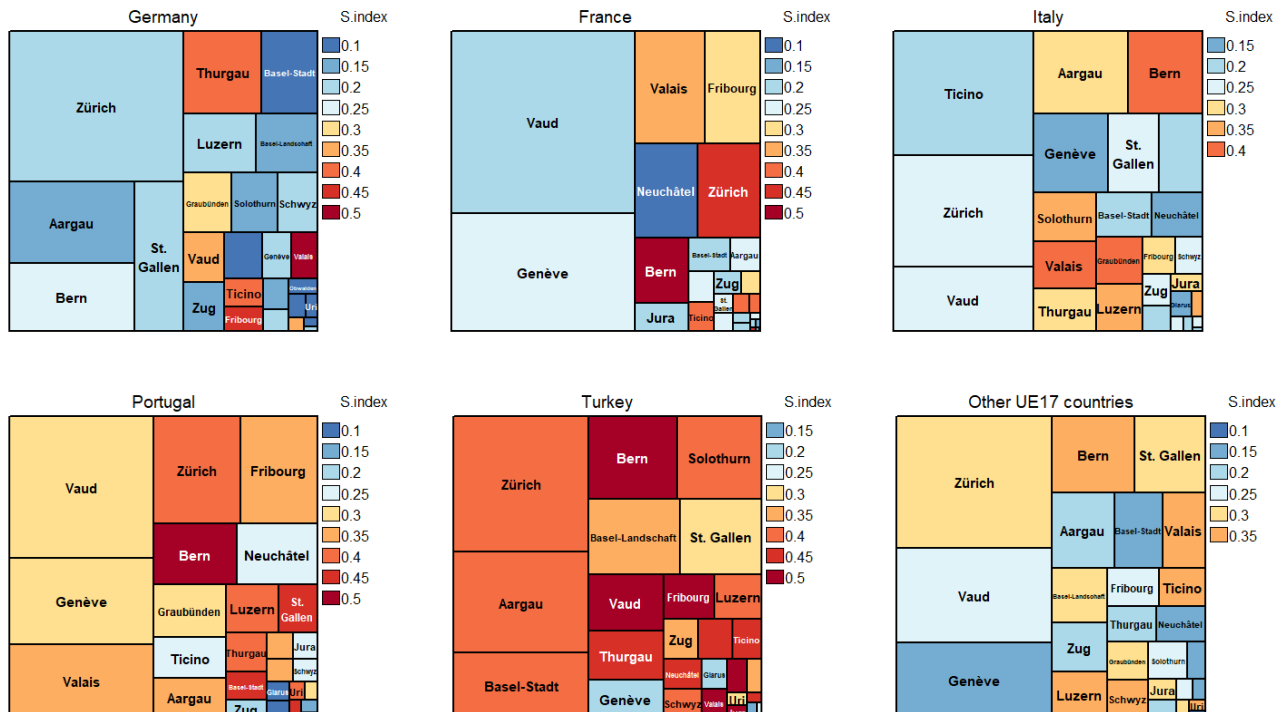 Germany
S.index
Zürich
Thurgau
Basel-Stadt
Luzern
Basel-Landschaft
Aargau
St.
Gallen
Graubünden
Solothurn
Schwyz
Bern
Vaud
Genève
Valais
Zug
Ticino
Fribourg
Obwalden
Uri
0.1
0.15
0.2
0.25
0.3
0.35
0.4
0.45
0.5
France
S.index
Vaud
Valais
Fribourg
Neuchâtel
Zürich
Genève
Bern
Basel-Stadt
Aargau
Zug
Jura
Ticino
St.
Gallen
0.1
0.15
0.2
0.25
0.3
0.35
0.4
0.45
0.5
Italy
S.index
Ticino
Aargau
Bern
Genève
St.
Gallen
Zürich
Solothurn
Basel-Stadt
Neuchâtel
Valais
Graubünden
Fribourg
Schwyz
Vaud
Thurgau
Luzern
Zug
Jura
Glarus
0.15
0.2
0.25
0.3
0.35
0.4
Portugal
S.index
Vaud
Zürich
Fribourg
Bern
Neuchâtel
Genève
Graubünden
Luzern
St.
Gallen
Ticino
Thurgau
Jura
Schwyz
Valais
Aargau
Basel-Stadt
Zug
Glarus
Uri
0.1
0.15
0.2
0.25
0.3
0.35
0.4
0.45
0.5
Turkey
S.index
Zürich
Bern
Solothurn
Basel-Landschaft
St. Gallen
Aargau
Vaud
Fribourg
Luzern
Zug
Ticino
Thurgau
Neuchâtel
Glarus
Basel-Stadt
Genève
Schwyz
Valais
Uri
0.15
0.2
0.25
0.3
0.35
0.4
0.45
0.5
Other UE17 countries
S.index
Zürich
Bern
St. Gallen
Aargau
Basel-Stadt
Valais
Vaud
Basel-Landschaft
Fribourg
Ticino
Thurgau
Neuchâtel
Zug
Graubünden
Solothurn
Genève
Luzern
Schwyz
Jura
Uri
0.1
0.15
0.2
0.25
0.3
0.35